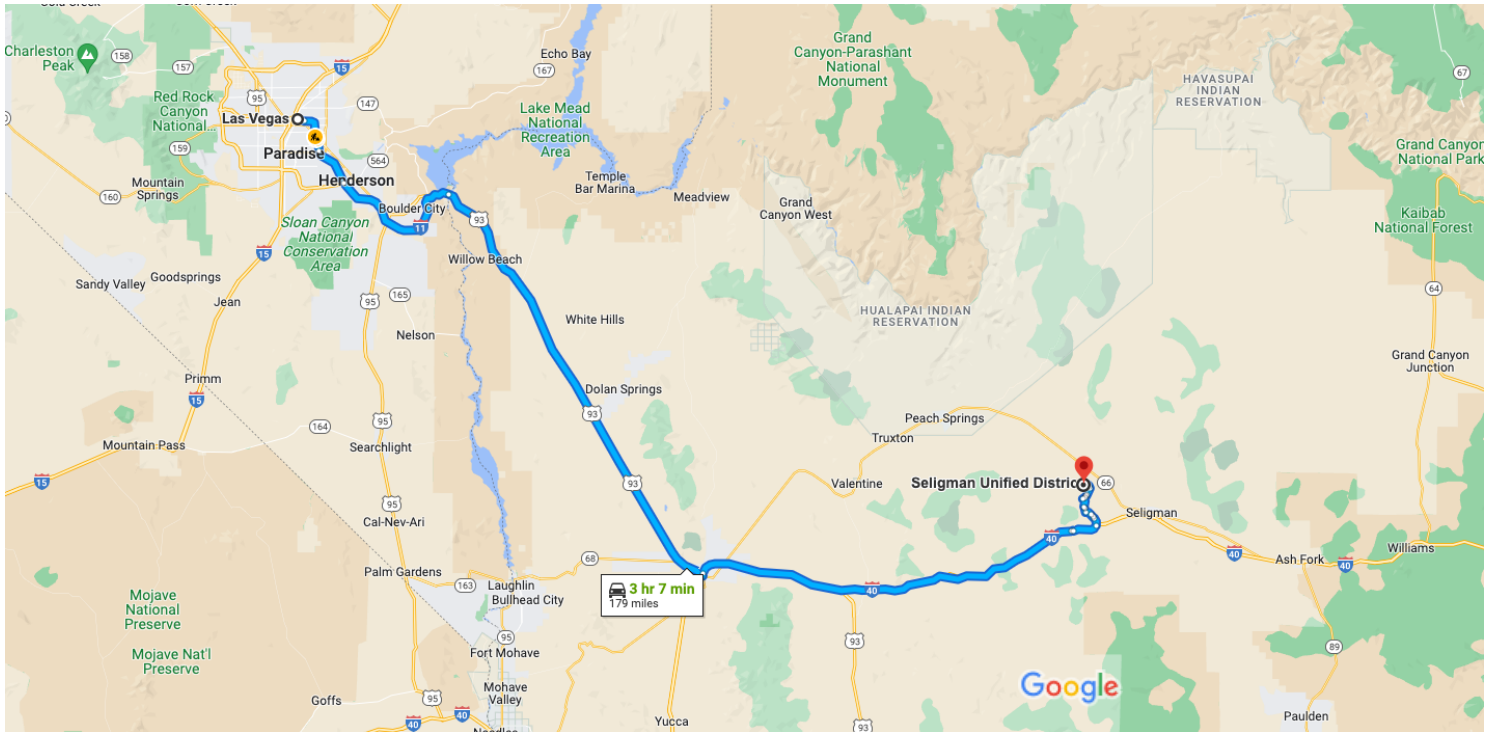 Charleston
Peak
158
157
Red Rock
Canyon
National...
95
15
147
Las Vegas
159
Paradise
564
Henderson
160
Mountain
Springs
Boulder City
11
Sloan Canyon
National
Conservation
Area
15
Echo Bay
167
Lake Mead
National
Recreation
Area
Temple
Bar Marina
Meadview
93
Willow Beach
Grand
Canyon-Parashant
National
Monument
Grand
Canyon West
HAVASUPAI
INDIAN
RESERVATION
67
Grand Canyon
National Park
Kaibab
National Forest
64
Grand Canyon
Junction
HUALAPAI INDIAN
RESERVATION
Sandy Valley
Goodsprings
Jean
95
165
Nelson
White Hills
Primm
15
Dolan Springs
93
Mountain Pass
164
95
Searchlight
15
93
95
Cal-Nev-Ari
Peach Springs
Truxton
Valentine
Seligman Unified Distric
66
Seligman
40
40
Ash Fork
40
Williams
68
Palm Gardens
163
Laughlin
Bullhead City
3 hr 7 min
179 miles
40
Mojave
National
Preserve
Mojave Nat'l
Preserve
95
Fort Mohave
93
89
Goffs
95
40
40
Mohave
Valley
Yucca
Google
Paulden